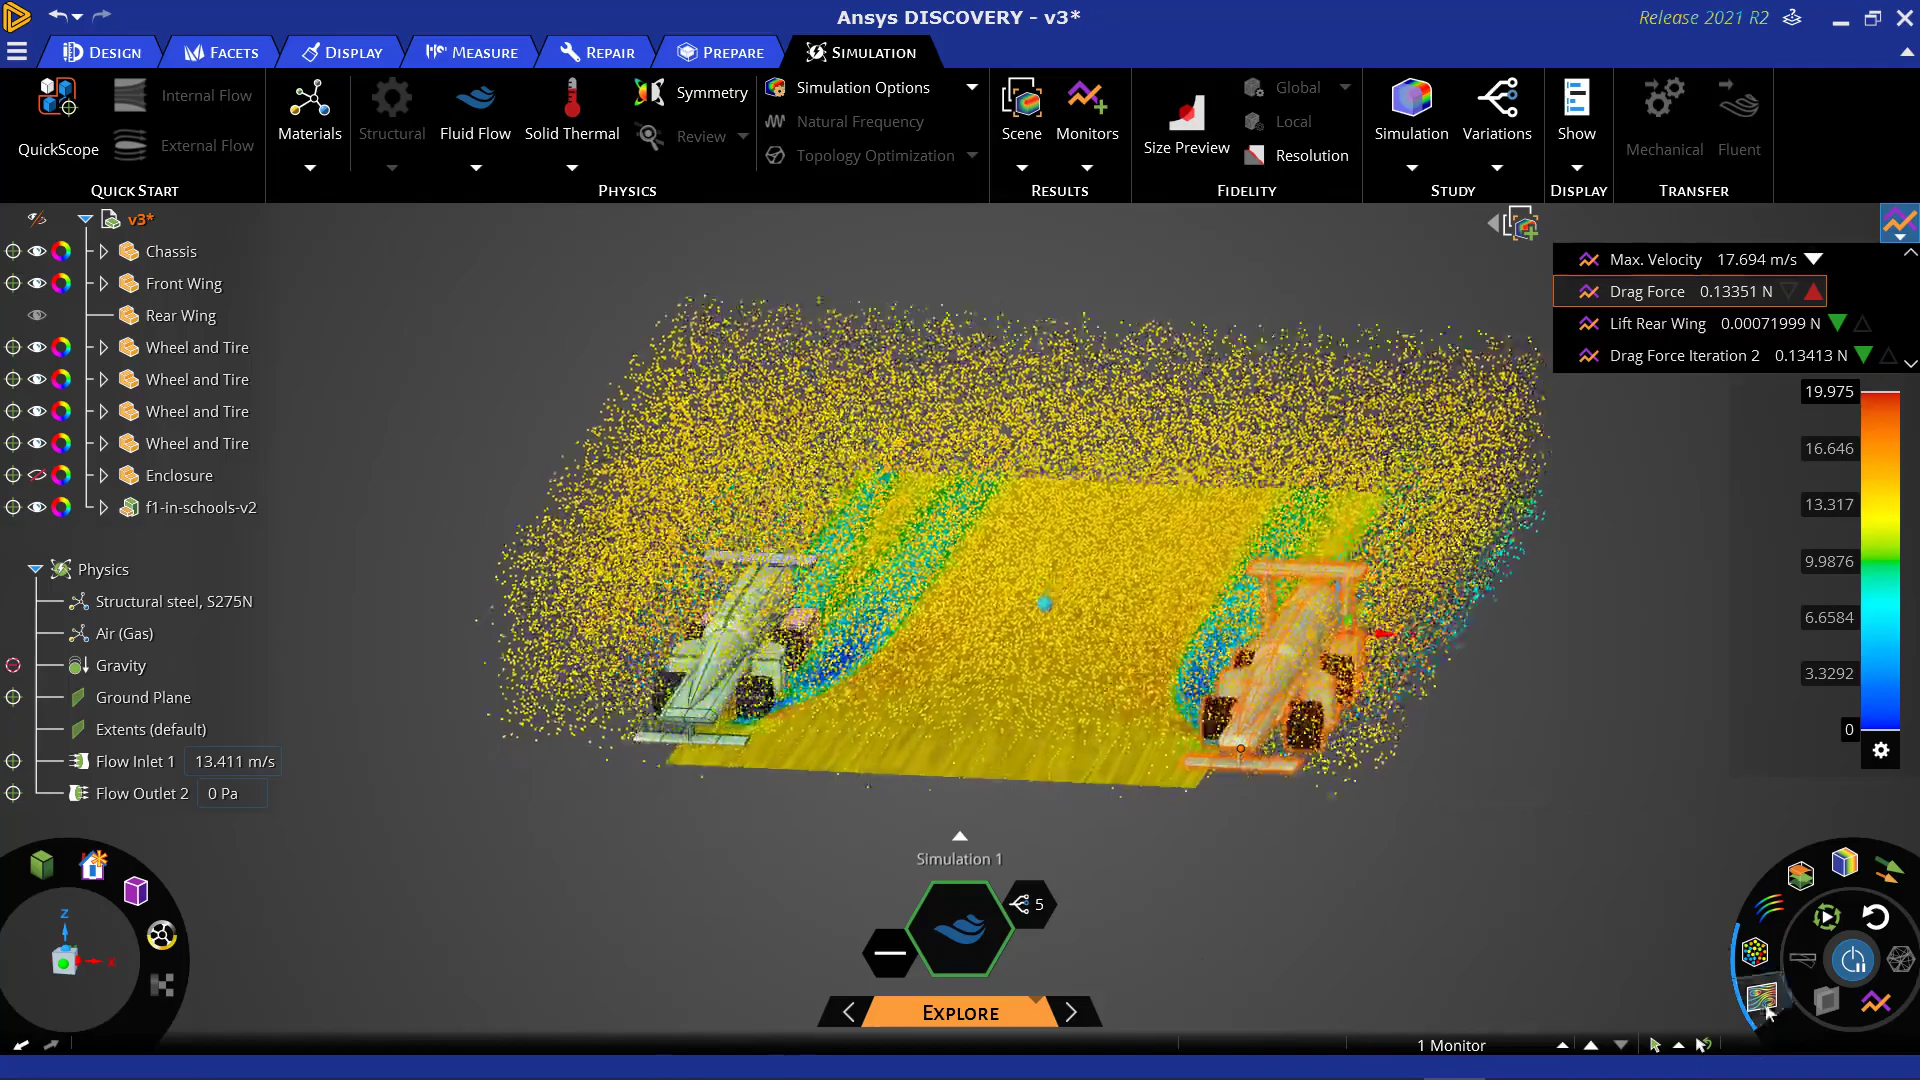 Ansys DISCOVERY - v3*
Release 2021 R2
DESIGN
FACETS
DISPLAY
MEASURE
REPAIR
PREPARE
SIMULATION
QuickScope
Internal Flow
External Flow
QUICK START
Materials
Structural
Fluid Flow
Solid Thermal
Symmetry
Review
Simulation Options
Natural Frequency
Topology Optimization
PHYSICS
Scene
Monitors
RESULTS
Size Preview
Global
Local
Resolution
FIDELITY
Simulation
Variations
STUDY
Show
DISPLAY
Mechanical
Fluent
TRANSFER
v3*
Chassis
Front Wing
Rear Wing
Wheel and Tire
Wheel and Tire
Wheel and Tire
Wheel and Tire
Enclosure
f1-in-schools-v2
Physics
Structural steel, S275N
Air (Gas)
Gravity
Ground Plane
Extents (default)
Flow Inlet 1 13.411 m/s
Flow Outlet 2 0 Pa
Max. Velocity 17.694 m/s
Drag Force 0.13351 N
Lift Rear Wing 0.00071999 N
Drag Force Iteration 2 0.13413 N
19.975
16.646
13.317
9.9876
6.6584
3.3292
0
Z
X
Simulation 1
5
EXPLORE
1 Monitor